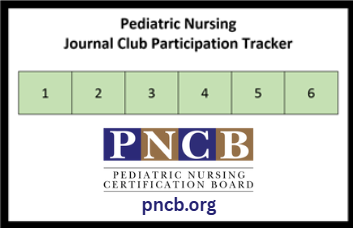 Pediatric Nursing
Journal Club Participation Tracker
1 2 3 4 5 6
PNCB
PEDIATRIC NURSING
CERTIFICATION BOARD
pncb.org